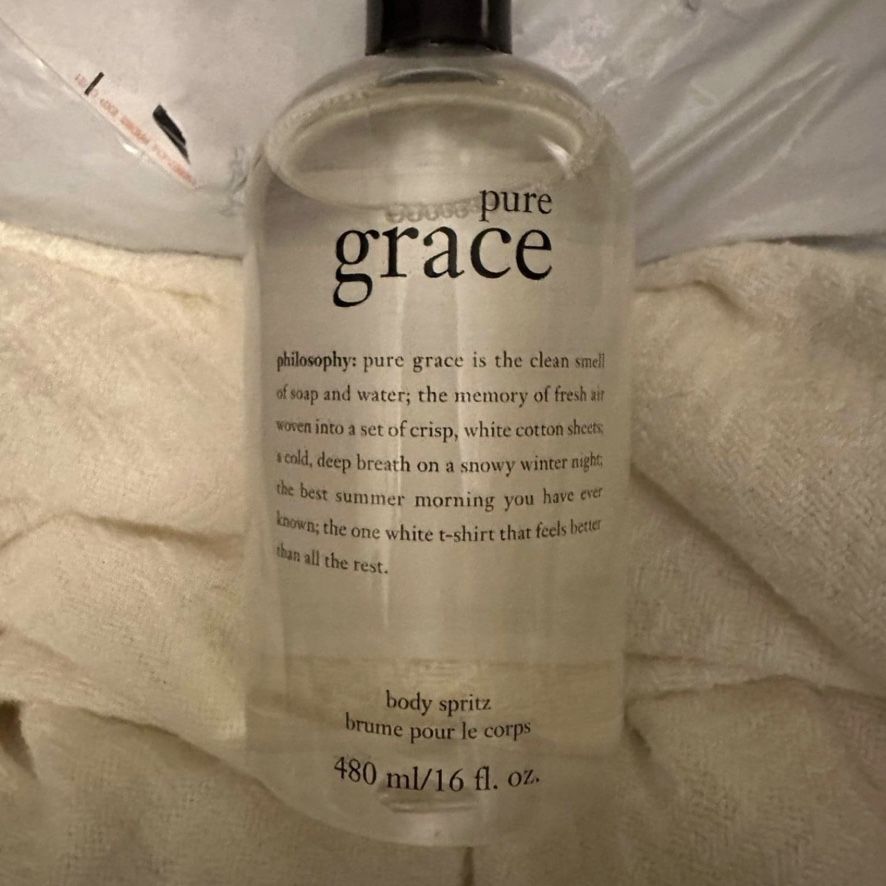 pure
grace
philosophy: pure grace is the clean smell
of soap and water; the memory of fresh air
woven into a set of crisp, white cotton sheets;
a cold, deep breath on a snowy winter night;
the best summer morning you have ever
known; the one white t-shirt that feels better
than all the rest.
body spritz
brume pour le corps
480 ml/16 fl. oz.